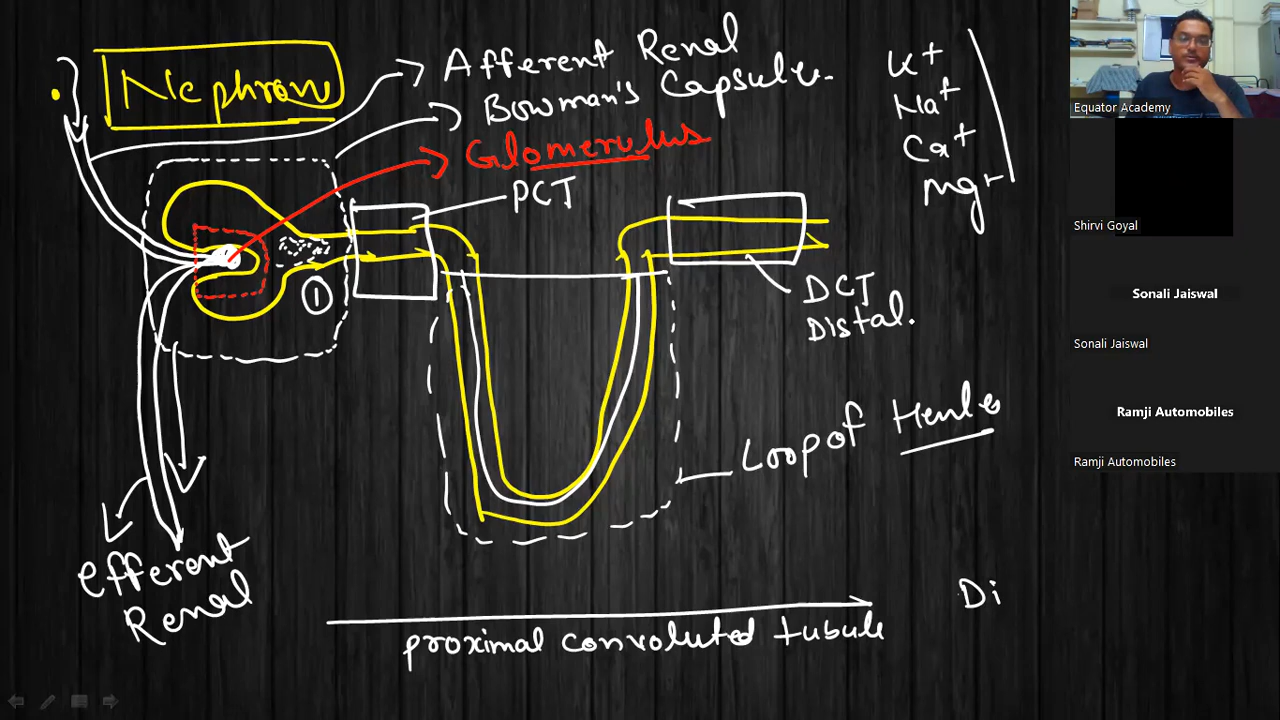 Nephron
Afferent Renal
Bowman's Capsule.
Glomerulus
PCT
K+
Na+
Ca+
Mg+
①
DCT
Distal.
Loop of Henle
efferent
Renal
Di
proximal convoluted tubule
Equator Academy
Shirvi Goyal
Sonali Jaiswal
Sonali Jaiswal
Ramji Automobiles
Ramji Automobiles